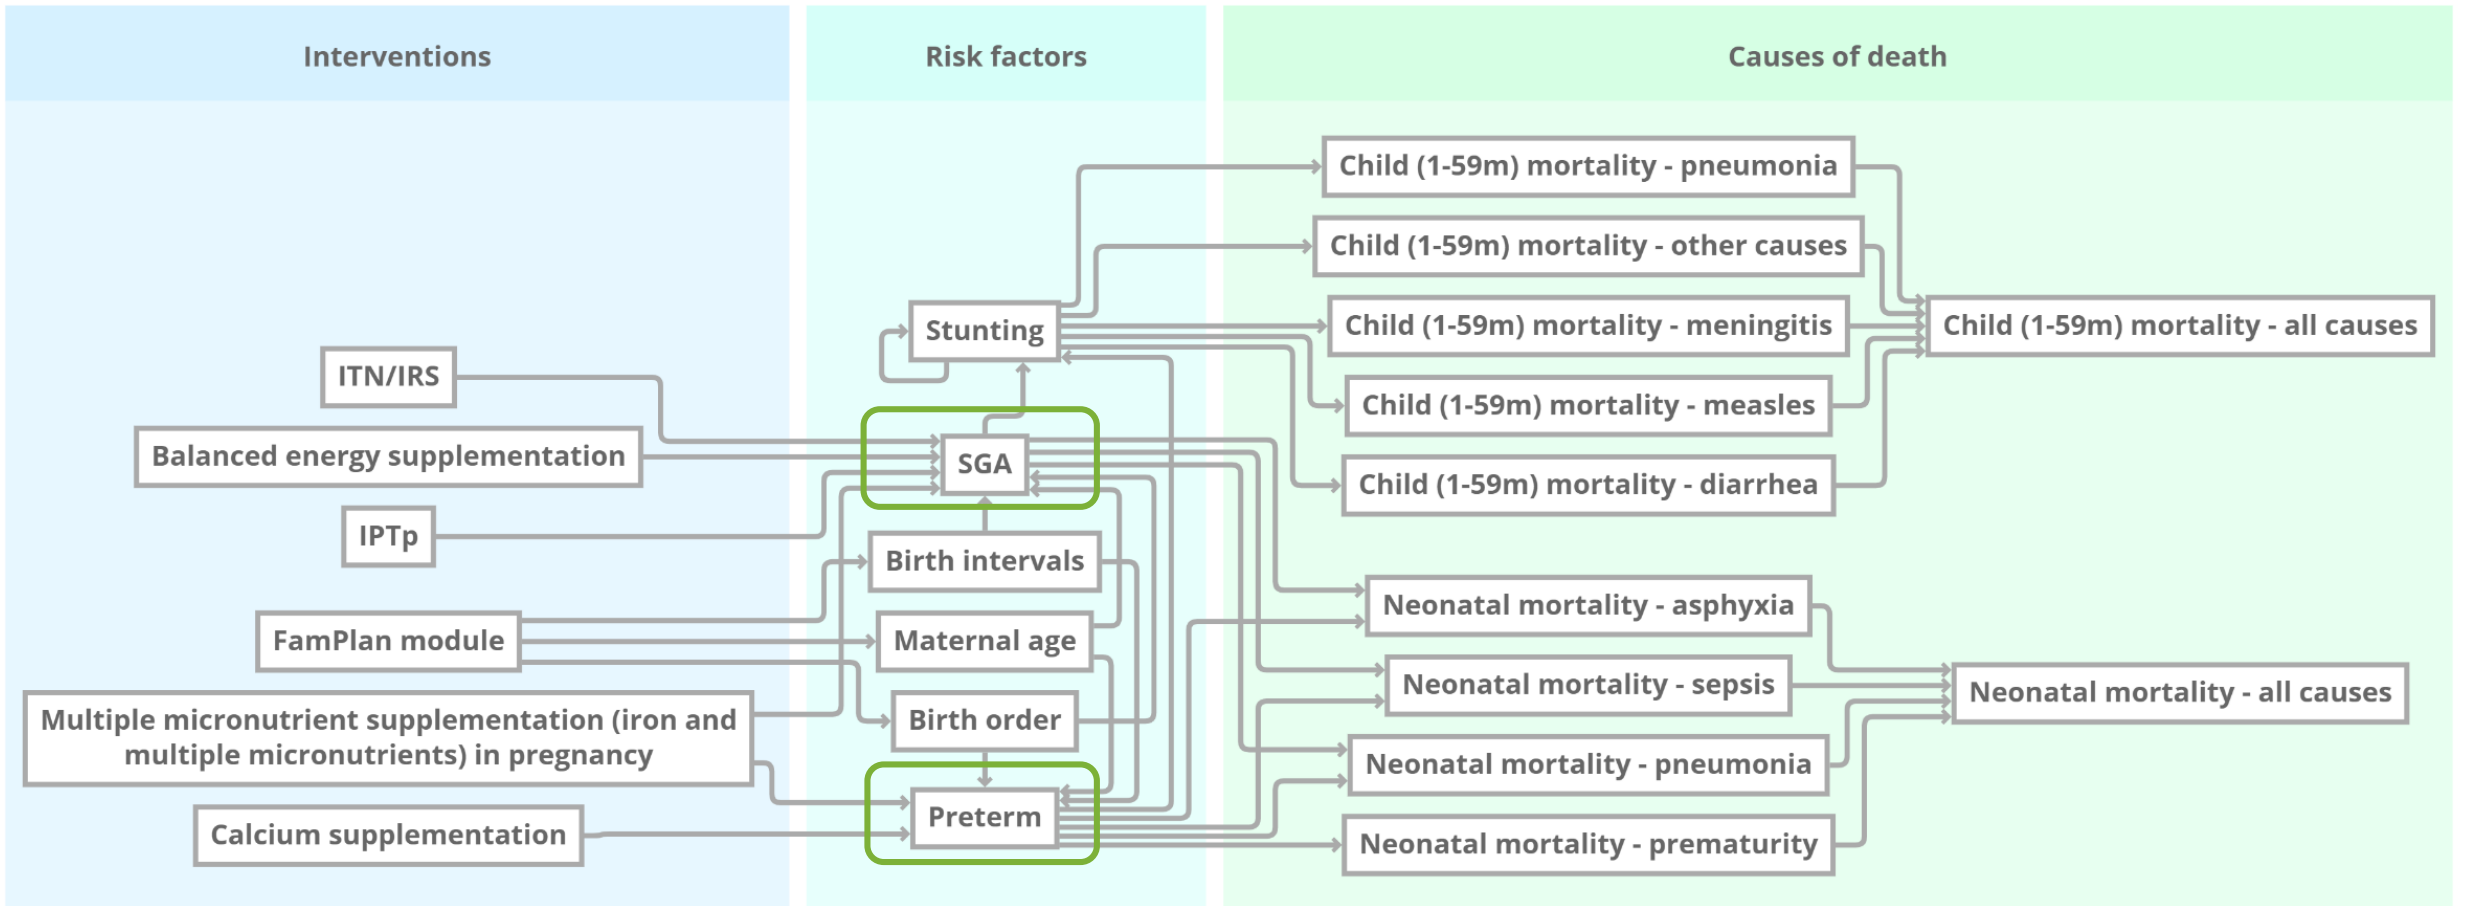 Interventions
Risk factors
Causes of death
ITN/IRS
Balanced energy supplementation
IPTp
FamPlan module
Multiple micronutrient supplementation (iron and
multiple micronutrients) in pregnancy
Calcium supplementation
Stunting
SGA
Birth intervals
Maternal age
Birth order
Preterm
Child (1-59m) mortality - pneumonia
Child (1-59m) mortality - other causes
Child (1-59m) mortality - meningitis
Child (1-59m) mortality - measles
Child (1-59m) mortality - diarrhea
Neonatal mortality - asphyxia
Neonatal mortality - sepsis
Neonatal mortality - pneumonia
Neonatal mortality - prematurity
Child (1-59m) mortality - all causes
Neonatal mortality - all causes